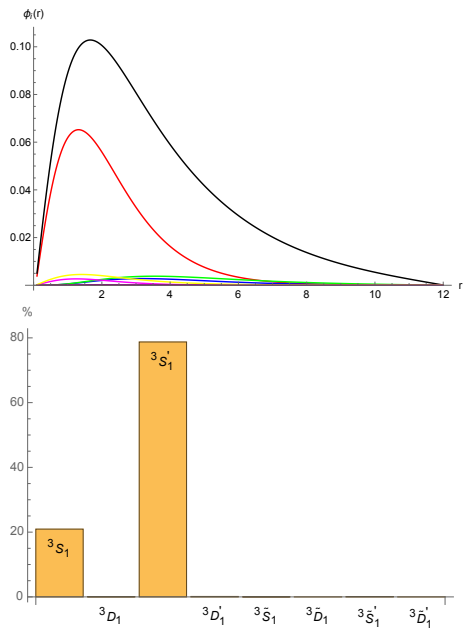 ϕᵢ(r)
0.10
0.08
0.06
0.04
0.02
2 4 6 8 10 12 r
%
80
60
40
20
0
³S₁
³D₁
³S₁'
³D₁'
³S̃₁
³D̃₁
³S̃₁'
³D̃₁'